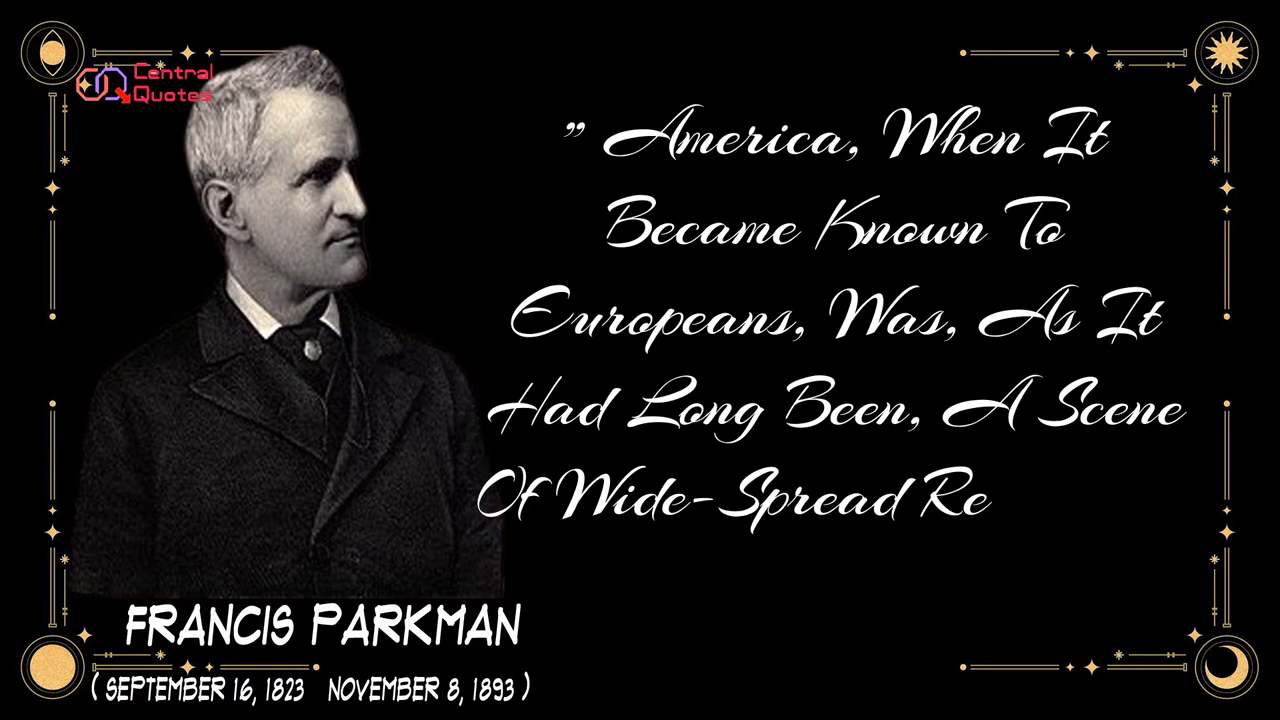 Central
Quotes
" America, When It
Became Known To
Europeans, Was, As It
Had Long Been, A Scene
Of Wide-Spread Re
FRANCIS PARKMAN
( SEPTEMBER 16, 1823 NOVEMBER 8, 1893 )